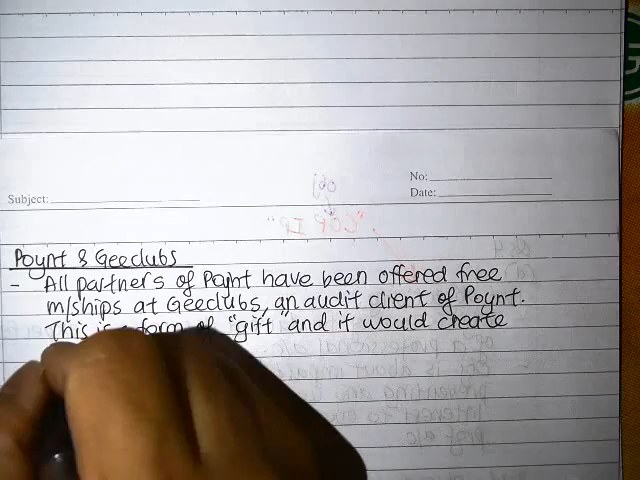 No:
Subject:
Date:
Poynt & Geeclubs
- All partners of Poynt have been offered free
m/ships at Geeclubs, an audit client of Poynt.
This is a form of "gift" and it would create